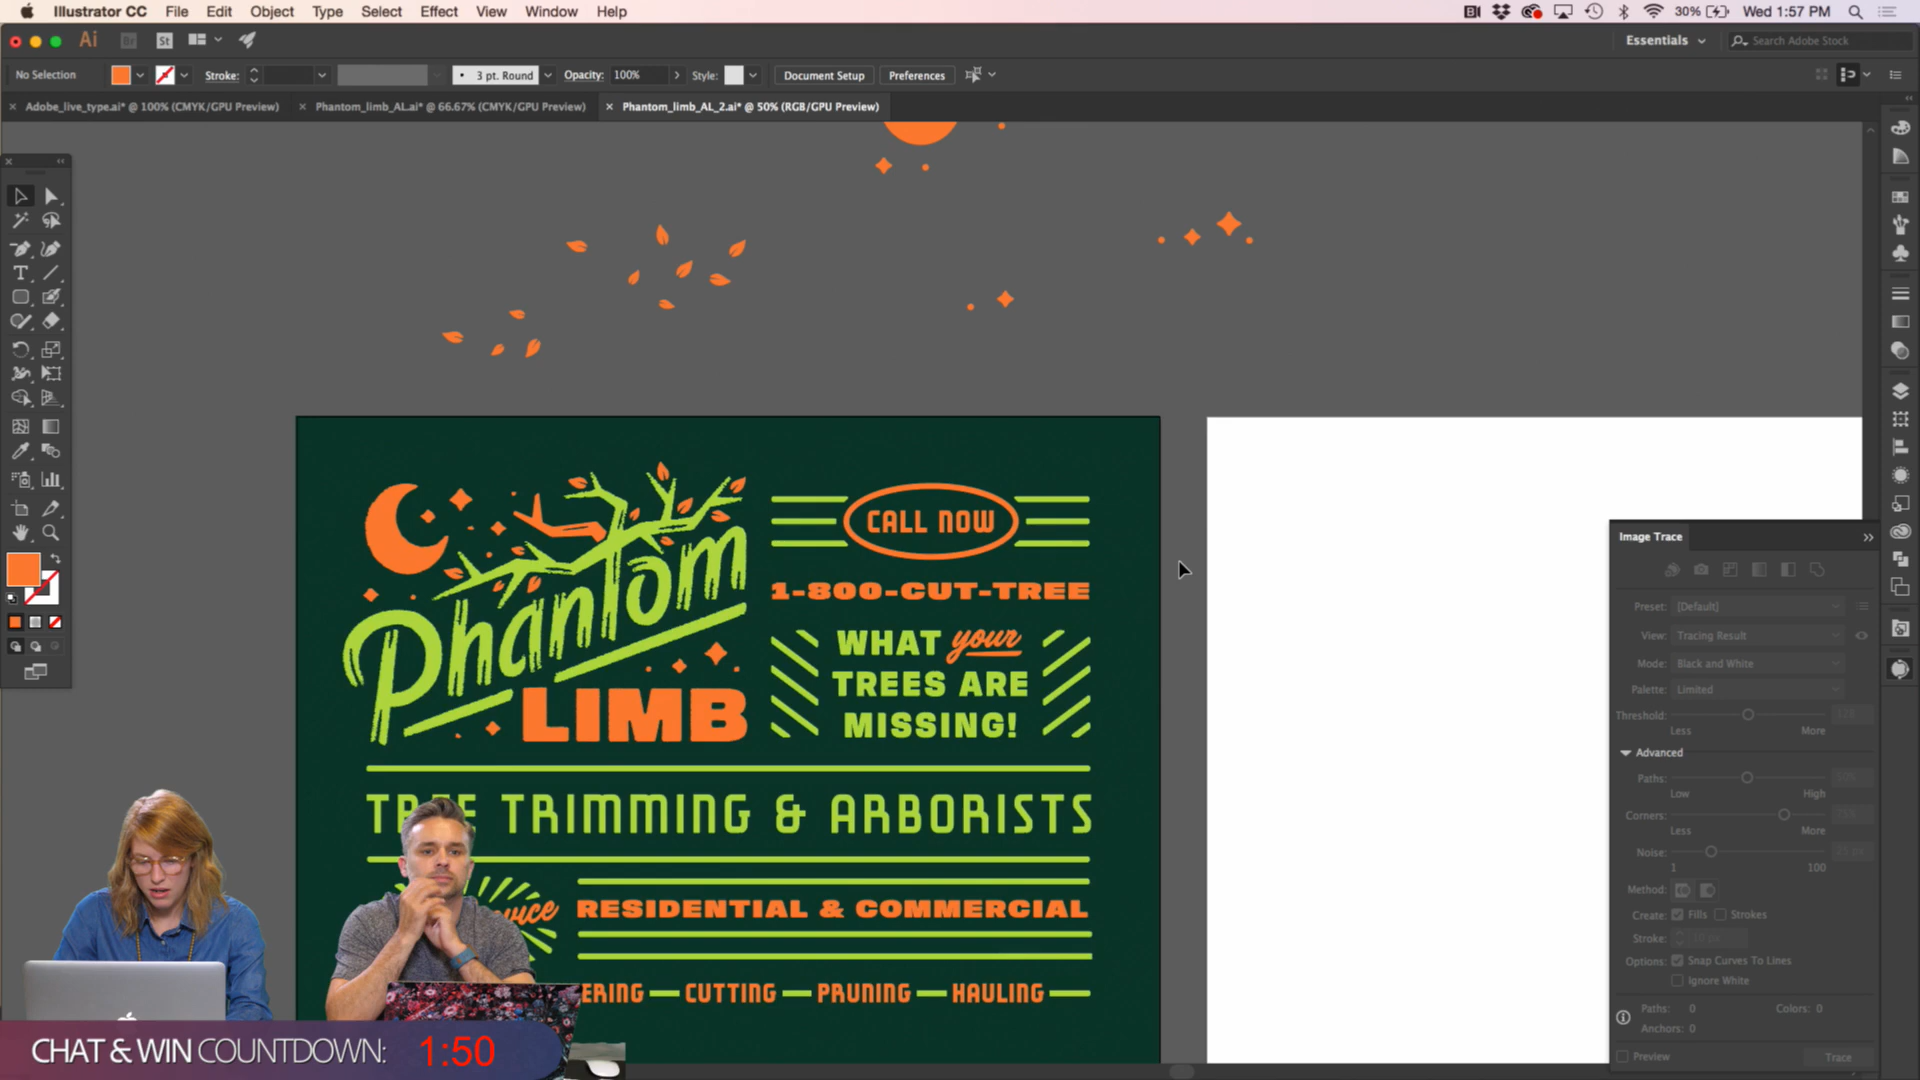 Illustrator CC File Edit Object Type Select Effect View Window Help
30% Wed 1:57 PM
Ai Br St
Essentials
Search Adobe Stock
No Selection
Stroke:
3 pt. Round
Opacity: 100%
Style:
Document Setup
Preferences
Adobe_live_type.ai* @ 100% (CMYK/GPU Preview)
Phantom_limb_AL.ai* @ 66.67% (CMYK/GPU Preview)
Phantom_limb_AL_2.ai* @ 50% (RGB/GPU Preview)
Phantom
LIMB
CALL NOW
1-800-CUT-TREE
WHAT your
TREES ARE
MISSING!
TREE TRIMMING & ARBORISTS
RESIDENTIAL & COMMERCIAL
ERING — CUTTING — PRUNING — HAULING —
Image Trace
Preset: [Default]
View: Tracing Result
Mode: Black and White
Palette: Limited
Threshold:
Less More
Advanced
Paths:
Low High
Corners:
Less More
Noise:
1 100
Method:
Create: Fills Strokes
Stroke:
Options: Snap Curves To Lines
Ignore White
Paths: 0 Colors: 0
Anchors: 0
Preview Trace
CHAT & WIN COUNTDOWN: 1:50